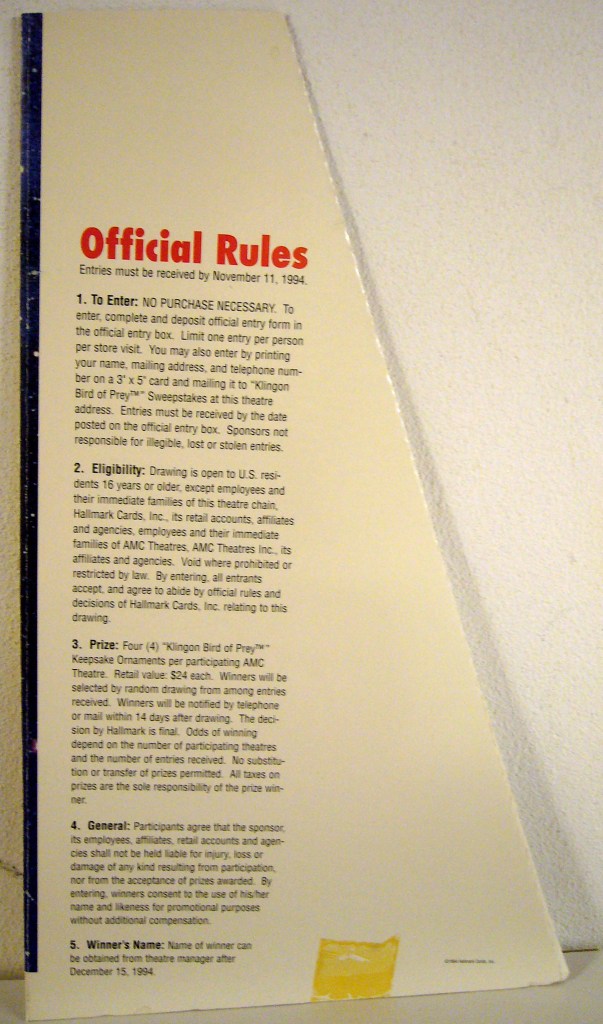 Official Rules
Entries must be received by November 11, 1994.
1. To Enter: NO PURCHASE NECESSARY. To
enter, complete and deposit official entry form in
the official entry box. Limit one entry per person
per store visit. You may also enter by printing
your name, mailing address, and telephone num-
ber on a 3" x 5" card and mailing it to "Klingon
Bird of Prey™" Sweepstakes at this theatre
address. Entries must be received by the date
posted on the official entry box. Sponsors not
responsible for illegible, lost or stolen entries.
2. Eligibility: Drawing is open to U.S. resi-
dents 16 years or older, except employees and
their immediate families of this theatre chain,
Hallmark Cards, Inc., its retail accounts, affiliates
and agencies, employees and their immediate
families of AMC Theatres, AMC Theatres Inc., its
affiliates and agencies. Void where prohibited or
restricted by law. By entering, all entrants
accept, and agree to abide by official rules and
decisions of Hallmark Cards, Inc. relating to this
drawing.
3. Prize: Four (4) "Klingon Bird of Prey™"
Keepsake Ornaments per participating AMC
Theatre. Retail value: $24 each. Winners will be
selected by random drawing from among entries
received. Winners will be notified by telephone
or mail within 14 days after drawing. The deci-
sion by Hallmark is final. Odds of winning
depend on the number of participating theatres
and the number of entries received. No substitu-
tion or transfer of prizes permitted. All taxes on
prizes are the sole responsibility of the prize win-
ner.
4. General: Participants agree that the sponsor,
its employees, affiliates, retail accounts and agen-
cies shall not be held liable for injury, loss or
damage of any kind resulting from participation,
nor from the acceptance of prizes awarded. By
entering, winners consent to the use of his/her
name and likeness for promotional purposes
without additional compensation.
5. Winner's Name: Name of winner can
be obtained from theatre manager after
December 15, 1994.
©1994 Hallmark Cards, Inc.